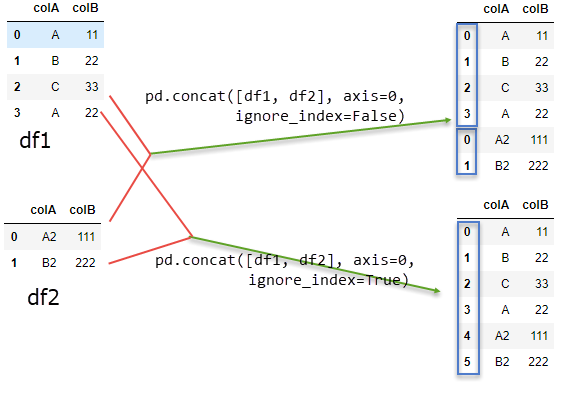 colA colB
0 A 11
1 B 22
2 C 33
3 A 22
df1
colA colB
0 A2 111
1 B2 222
df2
pd.concat([df1, df2], axis=0,
ignore_index=False)
pd.concat([df1, df2], axis=0,
ignore_index=True)
colA colB
0 A 11
1 B 22
2 C 33
3 A 22
0 A2 111
1 B2 222
colA colB
0 A 11
1 B 22
2 C 33
3 A 22
4 A2 111
5 B2 222